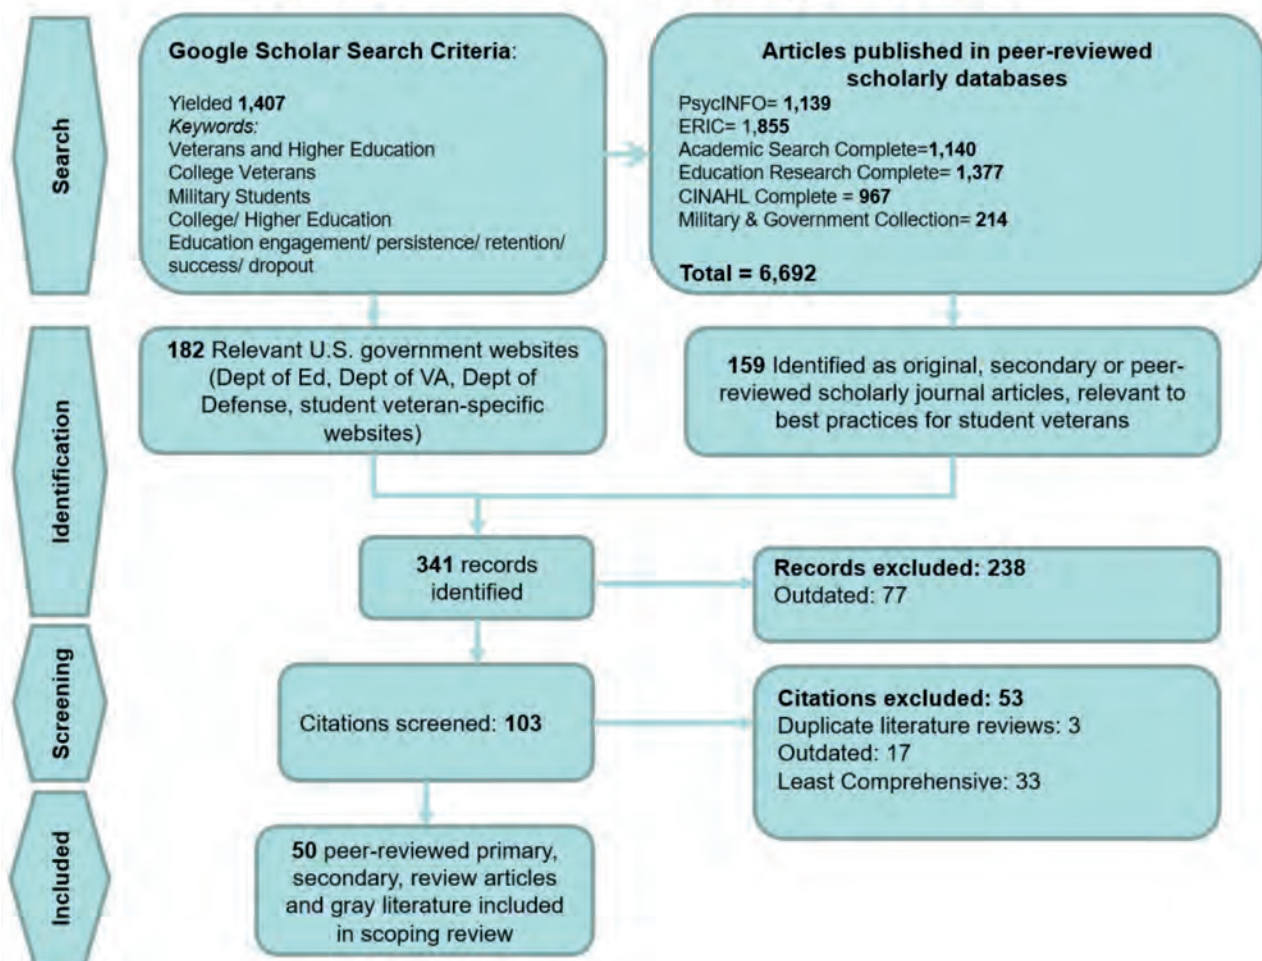 Search
Google Scholar Search Criteria:
Yielded 1,407
Keywords:
Veterans and Higher Education
College Veterans
Military Students
College/ Higher Education
Education engagement/ persistence/ retention/
success/ dropout
Articles published in peer-reviewed
scholarly databases
PsycINFO= 1,139
ERIC= 1,855
Academic Search Complete=1,140
Education Research Complete= 1,377
CINAHL Complete = 967
Military & Government Collection= 214
Total = 6,692
Identification
182 Relevant U.S. government websites
(Dept of Ed, Dept of VA, Dept of
Defense, student veteran-specific
websites)
159 Identified as original, secondary or peer-
reviewed scholarly journal articles, relevant to
best practices for student veterans
341 records
identified
Records excluded: 238
Outdated: 77
Screening
Citations screened: 103
Citations excluded: 53
Duplicate literature reviews: 3
Outdated: 17
Least Comprehensive: 33
Included
50 peer-reviewed primary,
secondary, review articles
and gray literature included
in scoping review